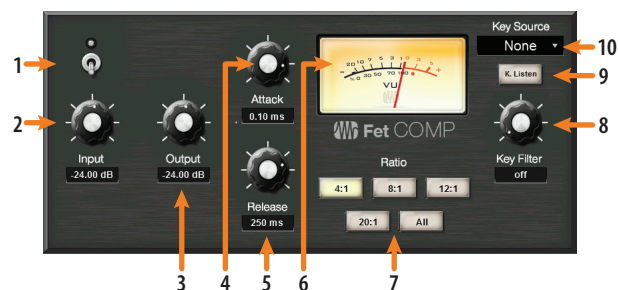 Key Source
None
10
1
K. Listen
9
VU
Attack
0.10 ms
2
Fet COMP
8
Input
-24.00 dB
Output
-24.00 dB
Ratio
Key Filter
off
4:1 8:1 12:1
Release
250 ms
20:1 All
3 4 5 6 7